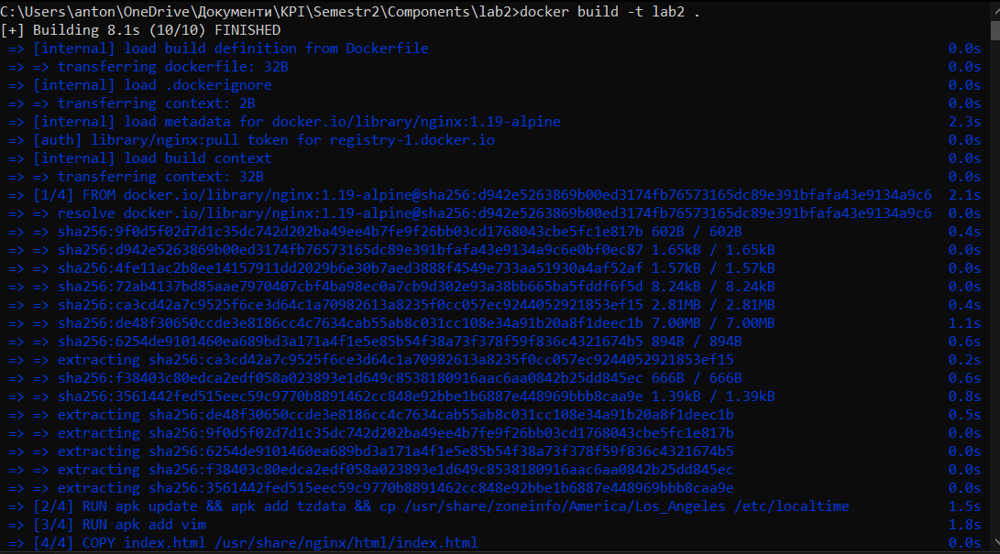 C:\Users\anton\OneDrive\Документи\KPI\Semestr2\Components\lab2>docker build -t lab2 .
[+] Building 8.1s (10/10) FINISHED
=> [internal] load build definition from Dockerfile 0.0s
=> => transferring dockerfile: 32B 0.0s
=> [internal] load .dockerignore 0.0s
=> => transferring context: 2B 0.0s
=> [internal] load metadata for docker.io/library/nginx:1.19-alpine 2.3s
=> [auth] library/nginx:pull token for registry-1.docker.io 0.0s
=> [internal] load build context 0.0s
=> => transferring context: 32B 0.0s
=> [1/4] FROM docker.io/library/nginx:1.19-alpine@sha256:d942e5263869b00ed3174fb76573165dc89e391bfafa43e9134a9c6 2.1s
=> => resolve docker.io/library/nginx:1.19-alpine@sha256:d942e5263869b00ed3174fb76573165dc89e391bfafa43e9134a9c6 0.0s
=> => sha256:9f0d5f02d7d1c35dc742d202ba49ee4b7fe9f26bb03cd1768043cbe5fc1e817b 602B / 602B 0.4s
=> => sha256:d942e5263869b00ed3174fb76573165dc89e391bfafa43e9134a9c6e0bf0ec87 1.65kB / 1.65kB 0.0s
=> => sha256:4fe11ac2b8ee14157911dd2029b6e30b7aed3888f4549e733aa51930a4af52af 1.57kB / 1.57kB 0.0s
=> => sha256:72ab4137bd85aae7970407cbf4ba98ec0a7cb9d302e93a38bb665ba5fddf6f5d 8.24kB / 8.24kB 0.0s
=> => sha256:ca3cd42a7c9525f6ce3d64c1a70982613a8235f0cc057ec9244052921853ef15 2.81MB / 2.81MB 0.4s
=> => sha256:de48f30650ccde3e8186cc4c7634cab55ab8c031cc108e34a91b20a8f1deec1b 7.00MB / 7.00MB 1.1s
=> => sha256:6254de9101460ea689bd3a171a4f1e5e85b54f38a73f378f59f836c4321674b5 894B / 894B 0.6s
=> => extracting sha256:ca3cd42a7c9525f6ce3d64c1a70982613a8235f0cc057ec9244052921853ef15 0.2s
=> => sha256:f38403c80edca2edf058a023893e1d649c8538180916aac6aa0842b25dd845ec 666B / 666B 0.6s
=> => sha256:3561442fed515eec59c9770b8891462cc848e92bbe1b6887e448969bbb8caa9e 1.39kB / 1.39kB 0.8s
=> => extracting sha256:de48f30650ccde3e8186cc4c7634cab55ab8c031cc108e34a91b20a8f1deec1b 0.5s
=> => extracting sha256:9f0d5f02d7d1c35dc742d202ba49ee4b7fe9f26bb03cd1768043cbe5fc1e817b 0.0s
=> => extracting sha256:6254de9101460ea689bd3a171a4f1e5e85b54f38a73f378f59f836c4321674b5 0.0s
=> => extracting sha256:f38403c80edca2edf058a023893e1d649c8538180916aac6aa0842b25dd845ec 0.0s
=> => extracting sha256:3561442fed515eec59c9770b8891462cc848e92bbe1b6887e448969bbb8caa9e 0.0s
=> [2/4] RUN apk update && apk add tzdata && cp /usr/share/zoneinfo/America/Los_Angeles /etc/localtime 1.5s
=> [3/4] RUN apk add vim 1.8s
=> [4/4] COPY index.html /usr/share/nginx/html/index.html 0.0s